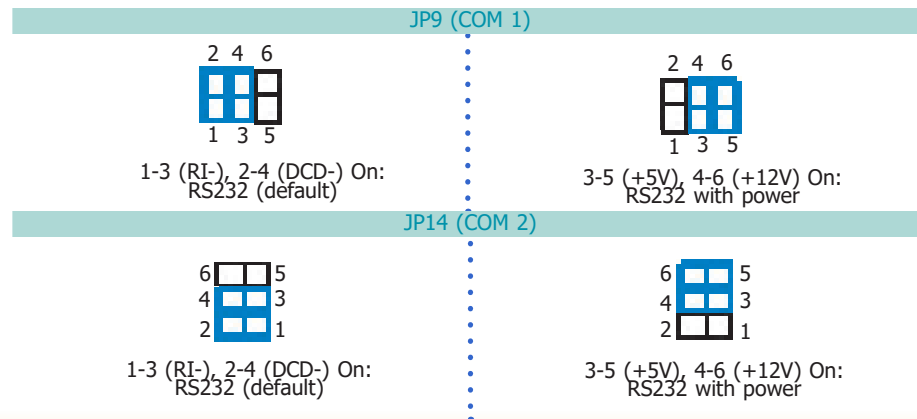 JP9 (COM 1)
2 4 6
1 3 5
1-3 (RI-), 2-4 (DCD-) On:
RS232 (default)
2 4 6
1 3 5
3-5 (+5V), 4-6 (+12V) On:
RS232 with power
JP14 (COM 2)
6 5
4 3
2 1
1-3 (RI-), 2-4 (DCD-) On:
RS232 (default)
6 5
4 3
2 1
3-5 (+5V), 4-6 (+12V) On:
RS232 with power